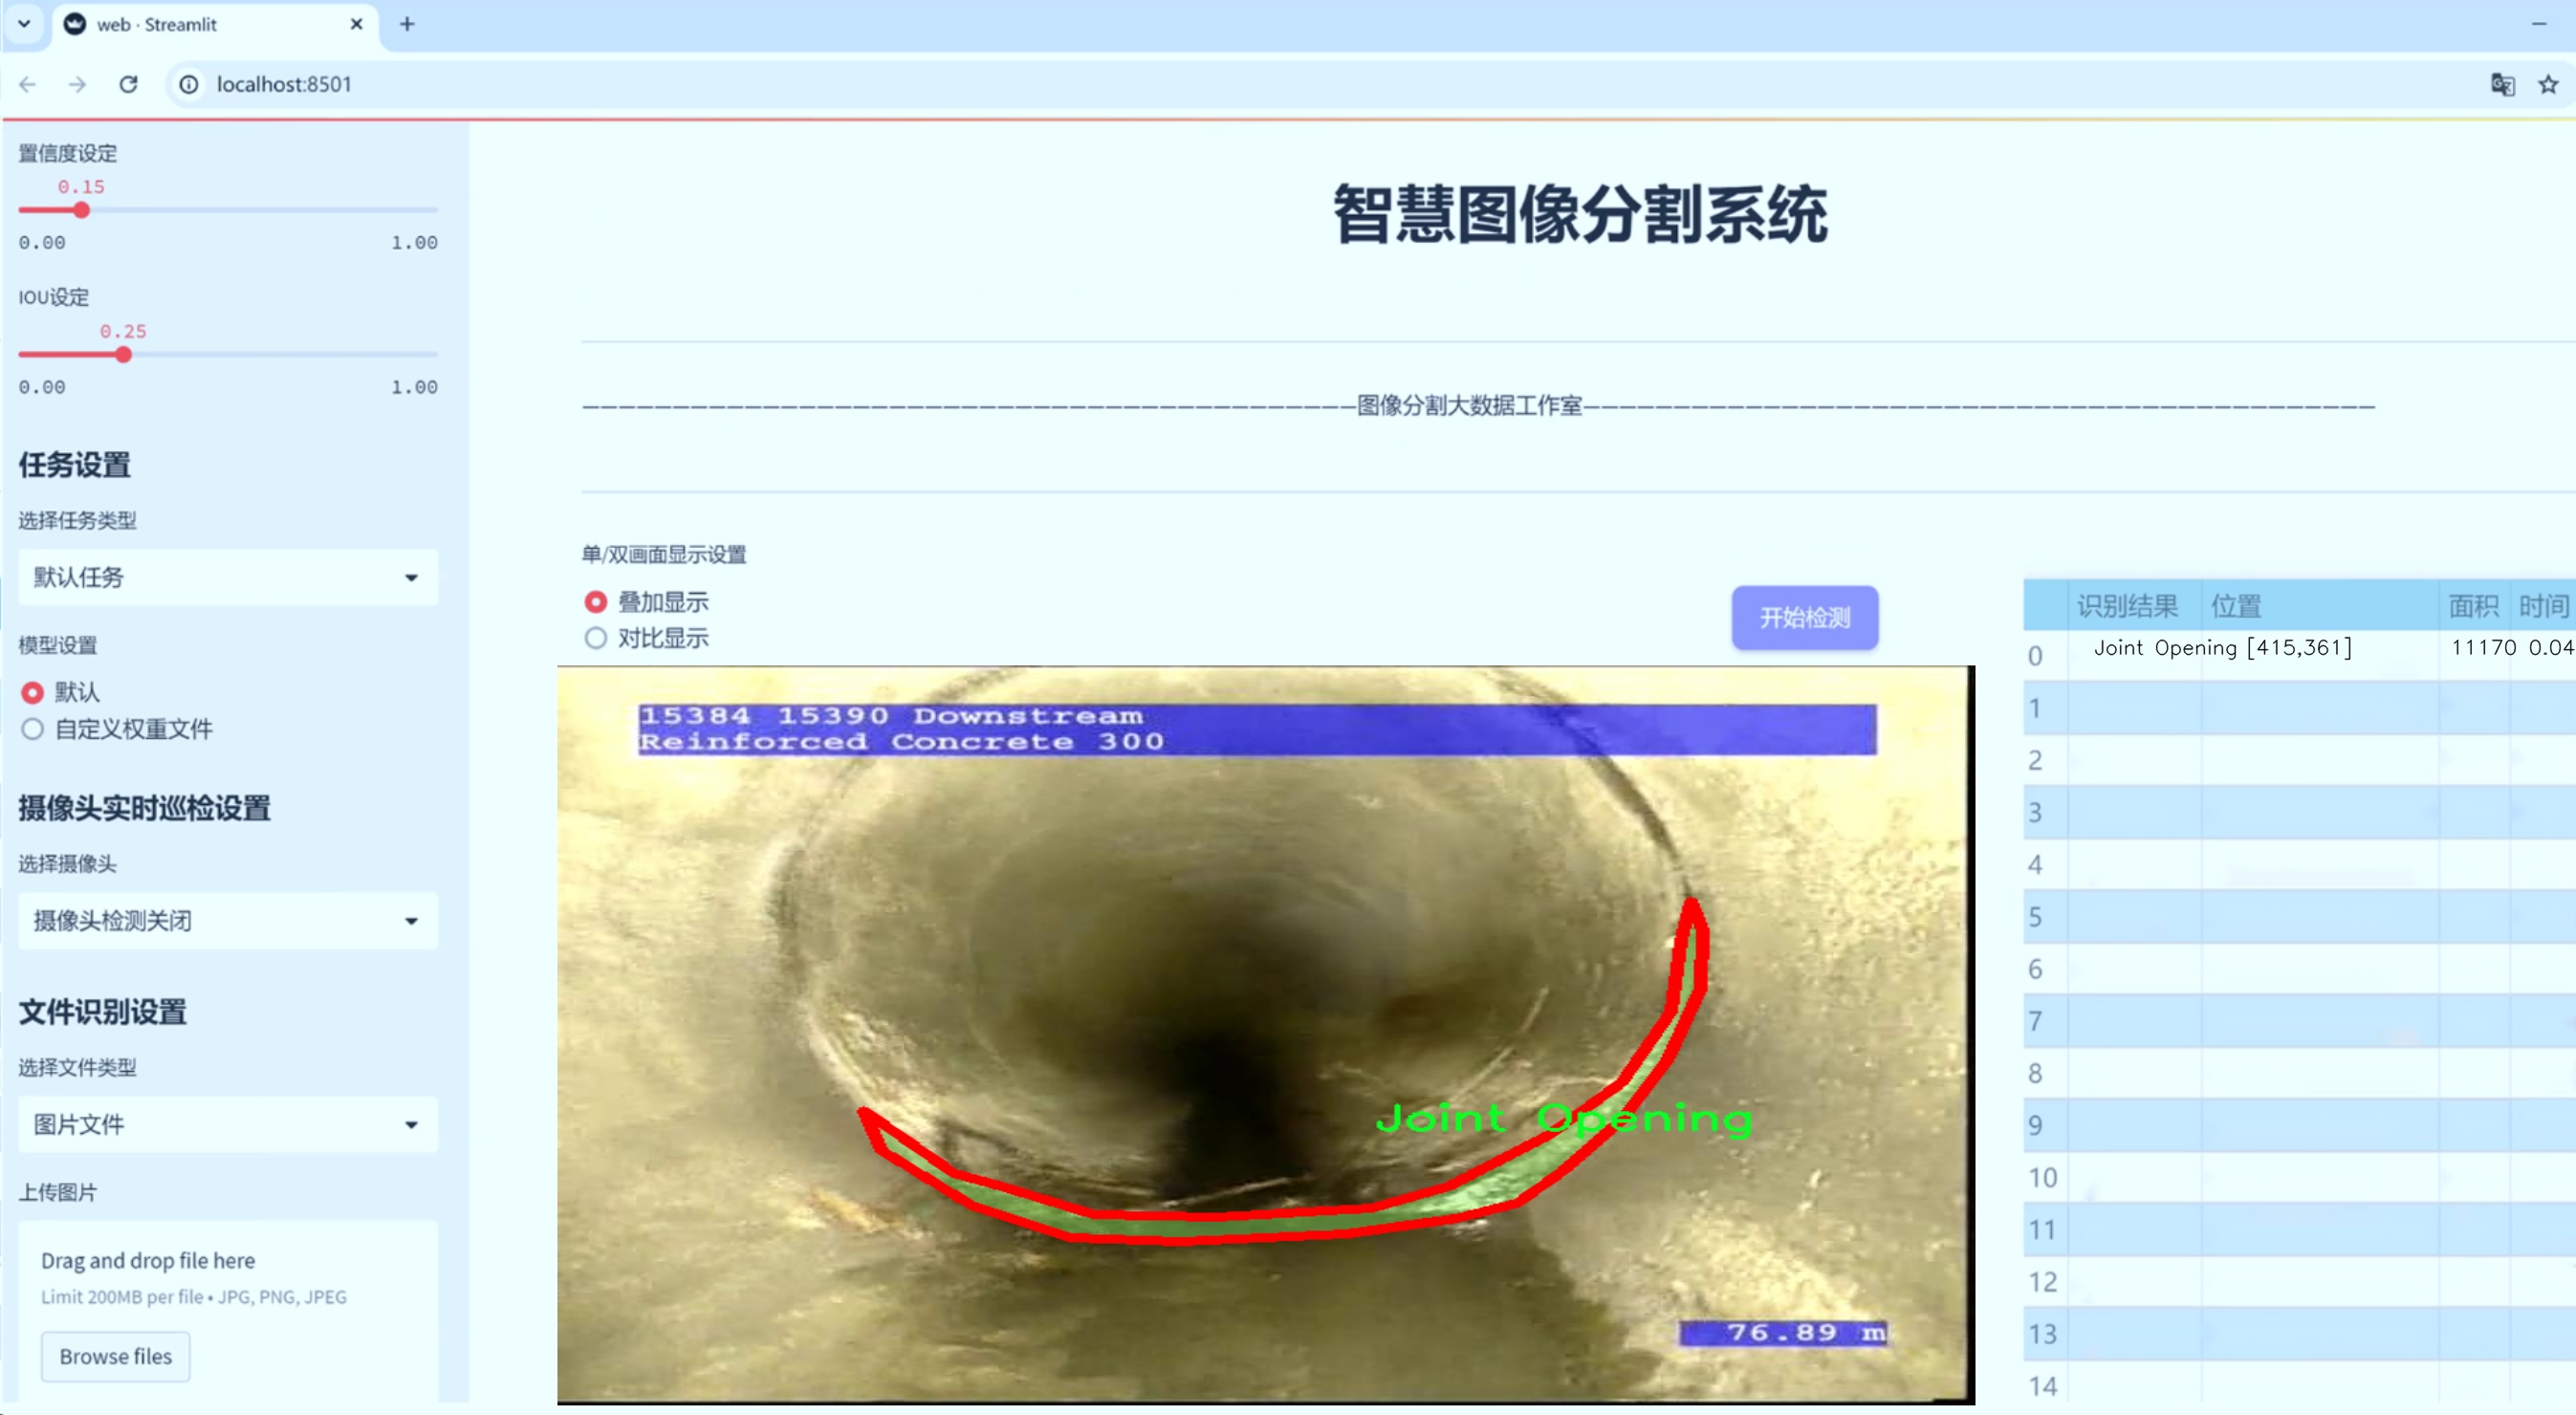 web · Streamlit
localhost:8501
置信度设定
0.15
0.00 1.00
IOU设定
0.25
0.00 1.00
任务设置
选择任务类型
默认任务
模型设置
默认
自定义权重文件
摄像头实时巡检设置
选择摄像头
摄像头检测关闭
文件识别设置
选择文件类型
图片文件
上传图片
Drag and drop file here
Limit 200MB per file • JPG, PNG, JPEG
Browse files
智慧图像分割系统
———————————————————————————————————————————图像分割大数据工作室————————————————————————————————————————————
单/双画面显示设置
叠加显示
对比显示
开始检测
15384 15390 Downstream
Reinforced Concrete 300
Joint Opening
76.89 m
识别结果 位置 面积 时间
0 Joint Opening [415,361] 11170 0.04
1
2
3
4
5
6
7
8
9
10
11
12
13
14